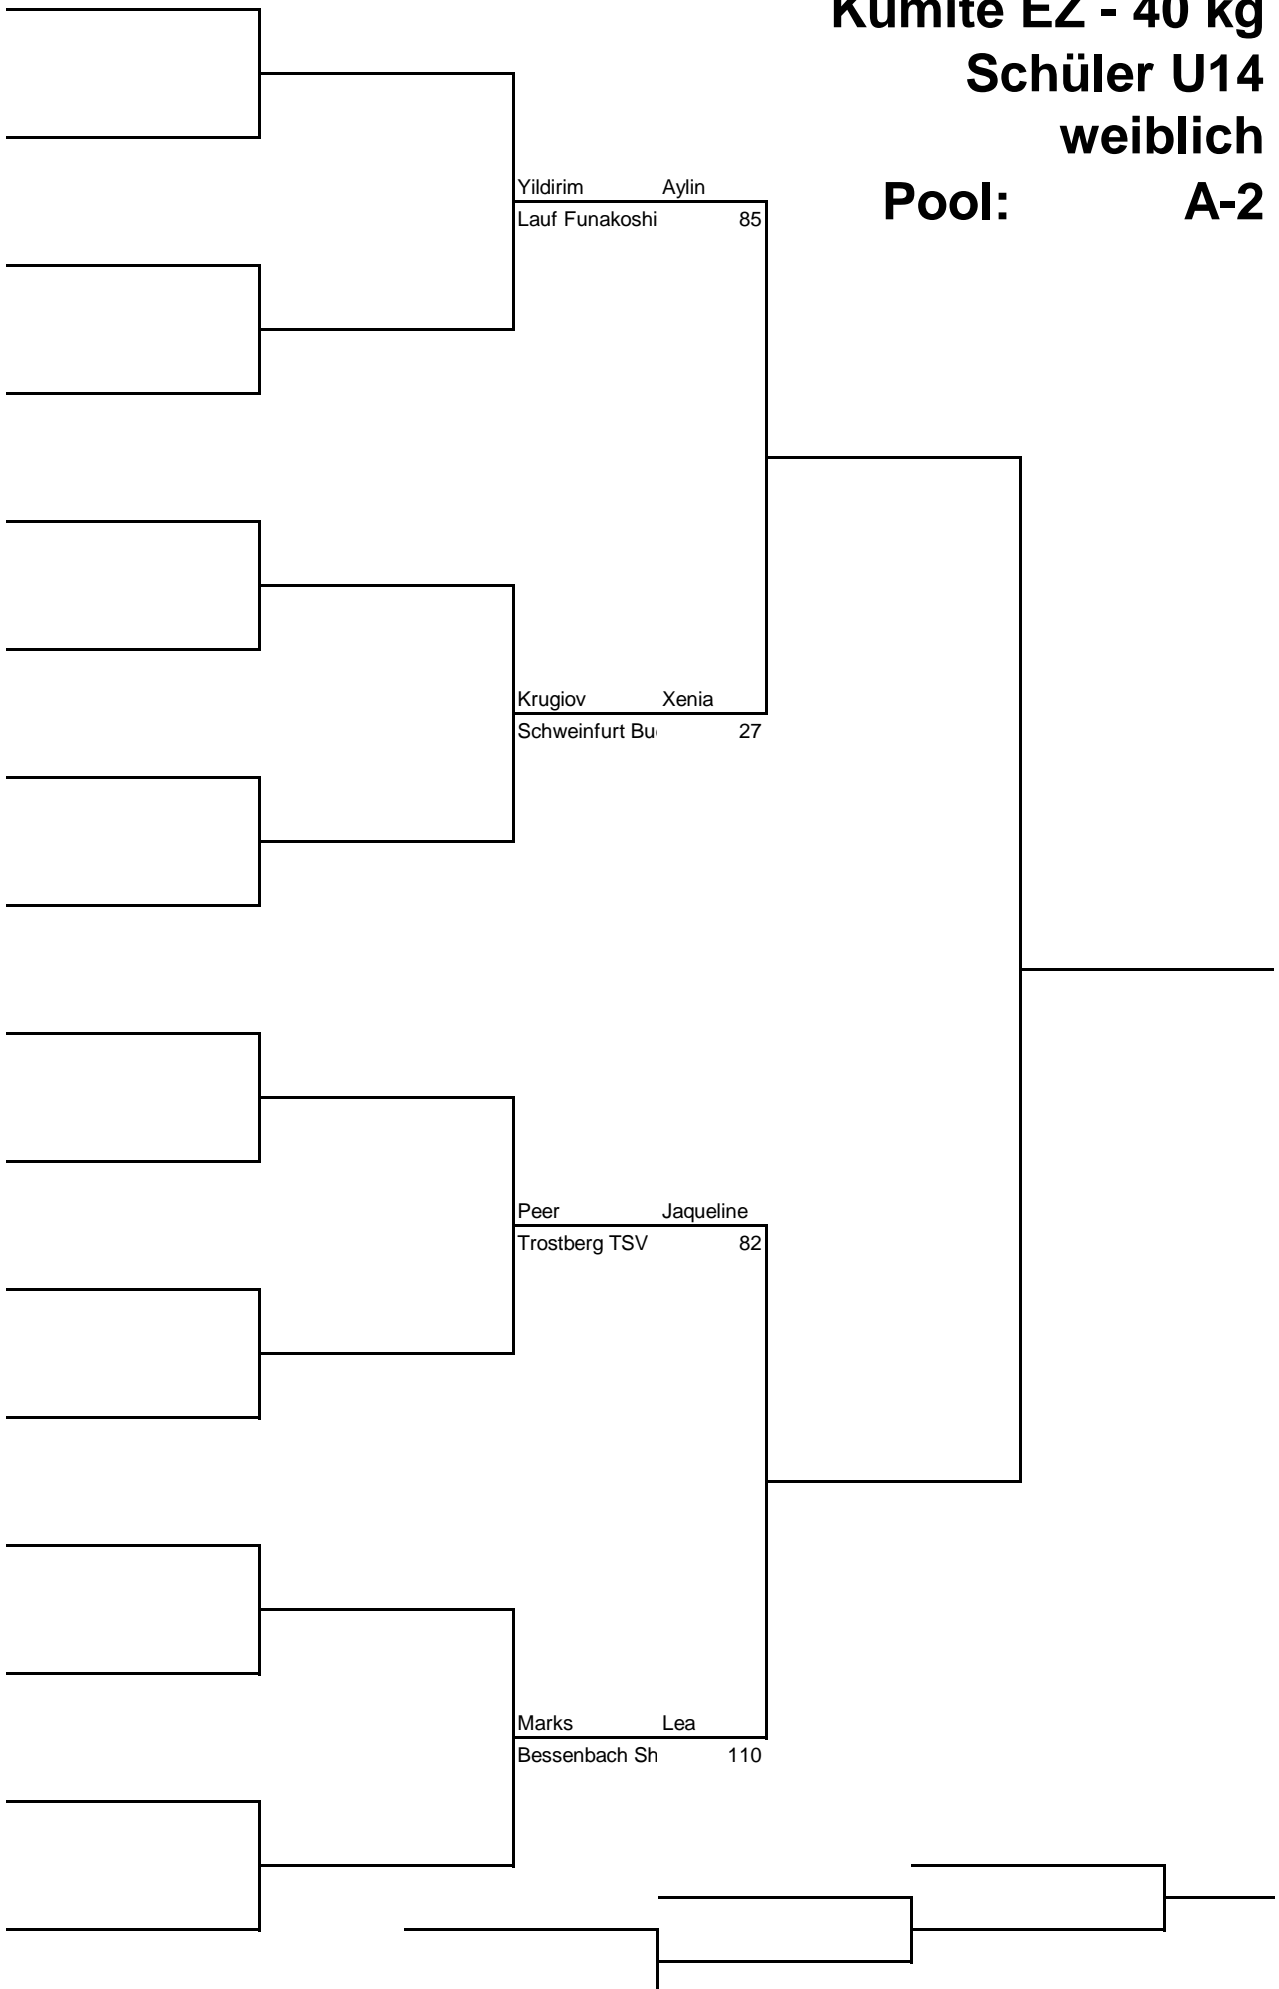 Kumite EZ - 40 kg
Schüler U14
weiblich
Pool: A-2
Yildirim Aylin
Lauf Funakoshi 85
Krugiov Xenia
Schweinfurt Bu 27
Peer Jaqueline
Trostberg TSV 82
Marks Lea
Bessenbach Sh 110